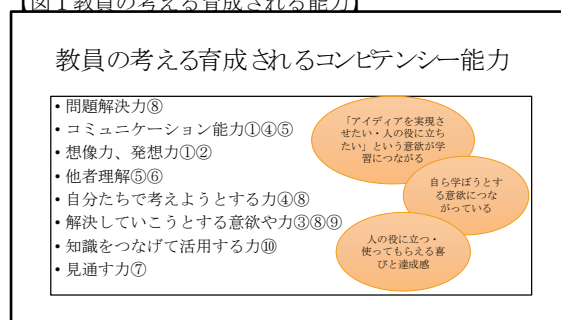 【図1教員の考える育成される能力】
教員の考える育成されるコンピテンシー能力
• 問題解決力⑧
• コミュニケーション能力①④⑤
• 想像力、発想力①②
• 他者理解⑤⑥
• 自分たちで考えようとする力④⑧
• 解決していこうとする意欲や力③⑧⑨
• 知識をつなげて活用する力⑩
• 見通す力⑦
「アイディアを実現さ
せたい・人の役に立ち
たい」という意欲が学
習につながる
自ら学ぼうとす
る意欲につな
がっている
人の役に立つ・
使ってもらえる喜
びと達成感